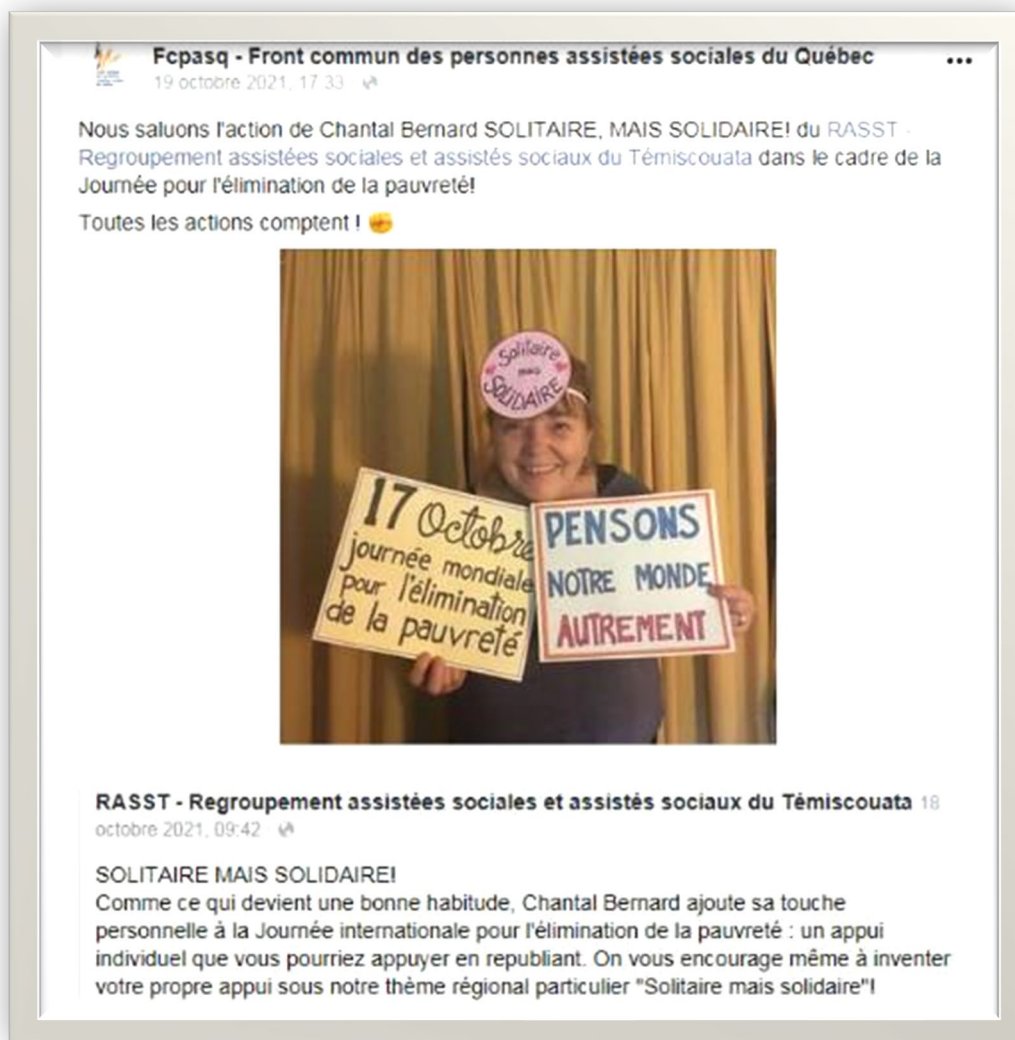 Fcpasq - Front commun des personnes assistées sociales du Québec
19 octobre 2021, 17:33
Nous saluons l'action de Chantal Bernard SOLITAIRE, MAIS SOLIDAIRE! du RASST -
Regroupement assistées sociales et assistés sociaux du Témiscouata dans le cadre de la
Journée pour l'élimination de la pauvreté!
Toutes les actions comptent !
Solitaire
mais
SOLIDAIRE
17 Octobre
journée mondiale
pour l'élimination
de la pauvreté
PENSONS
NOTRE MONDE
AUTREMENT
RASST - Regroupement assistées sociales et assistés sociaux du Témiscouata 18
octobre 2021, 09:42
SOLITAIRE MAIS SOLIDAIRE!
Comme ce qui devient une bonne habitude, Chantal Bernard ajoute sa touche
personnelle à la Journée internationale pour l'élimination de la pauvreté : un appui
individuel que vous pourriez appuyer en republiant. On vous encourage même à inventer
votre propre appui sous notre thème régional particulier "Solitaire mais solidaire"!